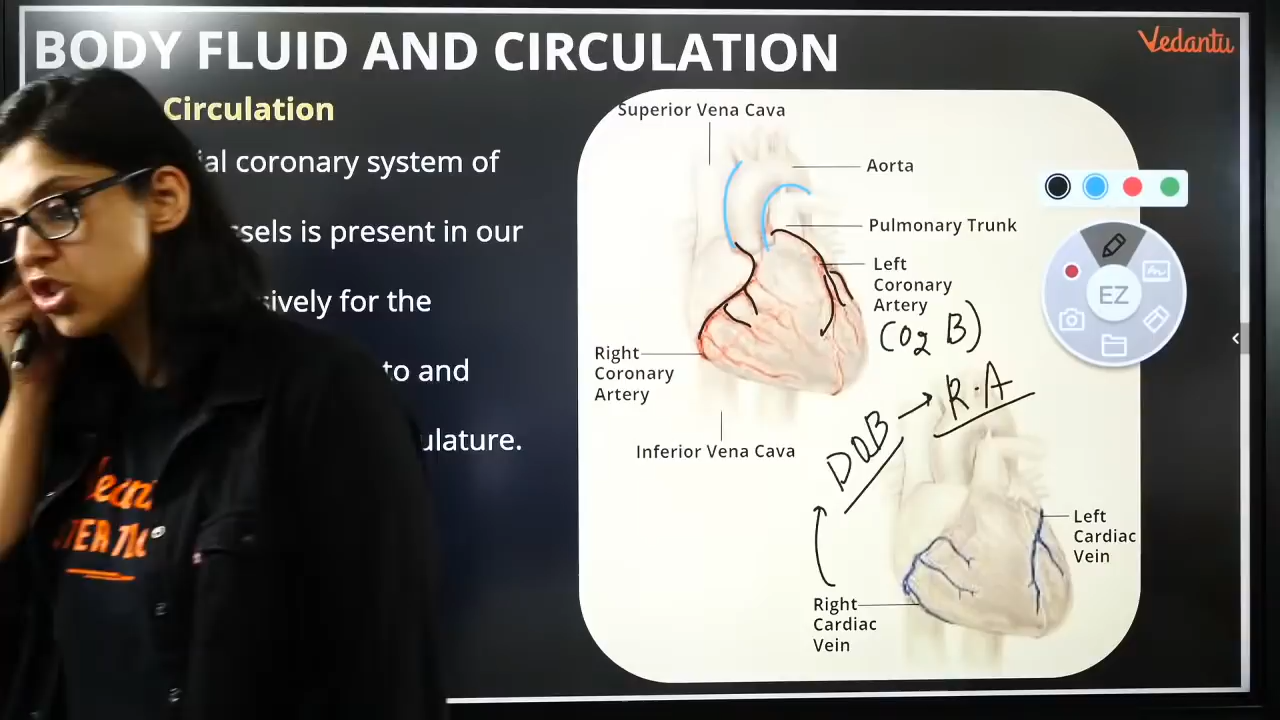 BODY FLUID AND CIRCULATION
Vedantu
Circulation
ial coronary system of
ssels is present in our
sively for the
to and
ulature.
Superior Vena Cava
Aorta
Pulmonary Trunk
Left
Coronary
Artery
(O2 B)
Right
Coronary
Artery
Inferior Vena Cava
DOB → R.A
Left
Cardiac
Vein
Right
Cardiac
Vein
EZ